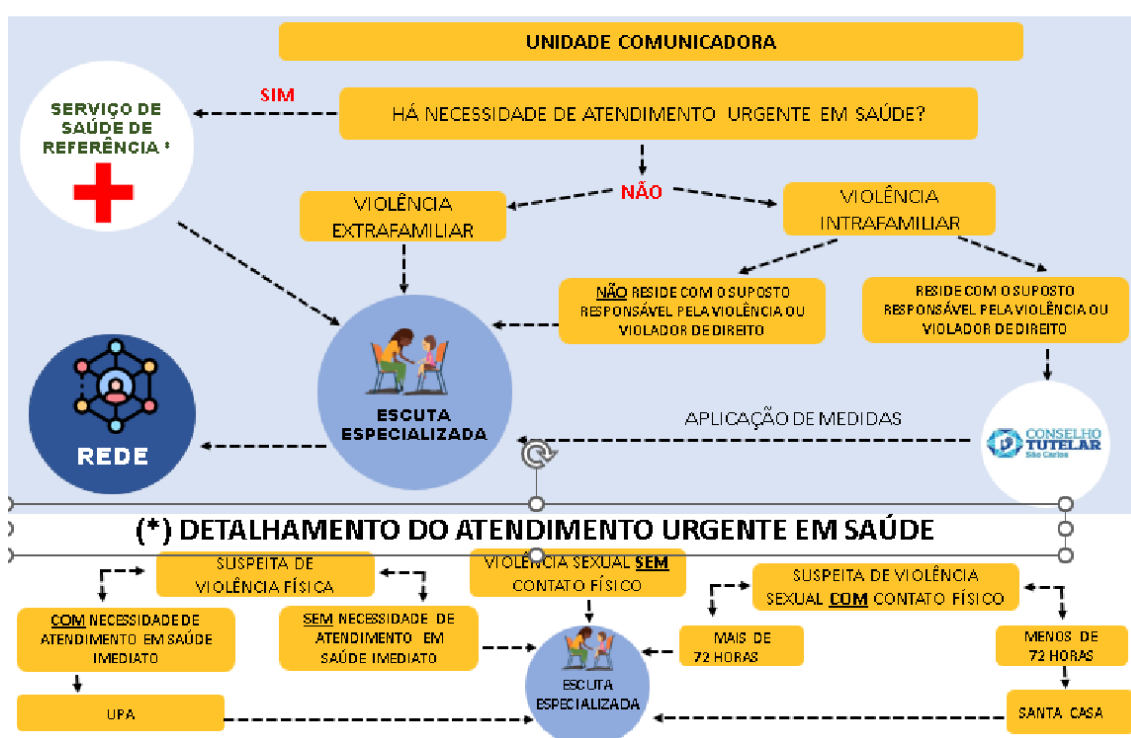 UNIDADE COMUNICADORA
SIM
HÁ NECESSIDADE DE ATENDIMENTO URGENTE EM SAÚDE?
SERVIÇO DE
SAÚDE DE
REFERÊNCIA *
NÃO
VIOLÊNCIA
EXTRAFAMILIAR
VIOLÊNCIA
INTRAFAMILIAR
NÃO RESIDE COM O SUPOSTO
RESPONSÁVEL PELA VIOLÊNCIA OU
VIOLADOR DE DIREITO
RESIDE COM O SUPOSTO
RESPONSÁVEL PELA VIOLÊNCIA OU
VIOLADOR DE DIREITO
ESCUTA
ESPECIALIZADA
APLICAÇÃO DE MEDIDAS
CONSELHO
TUTELAR
São Carlos
REDE
(*) DETALHAMENTO DO ATENDIMENTO URGENTE EM SAÚDE
SUSPEITA DE
VIOLÊNCIA FÍSICA
VIOLÊNCIA SEXUAL SEM
CONTATO FÍSICO
SUSPEITA DE VIOLÊNCIA
SEXUAL COM CONTATO FÍSICO
COM NECESSIDADE DE
ATENDIMENTO EM SAÚDE
IMEDIATO
SEM NECESSIDADE DE
ATENDIMENTO EM
SAÚDE IMEDIATO
MAIS DE
72 HORAS
MENOS DE
72 HORAS
ESCUTA
ESPECIALIZADA
UPA
SANTA CASA